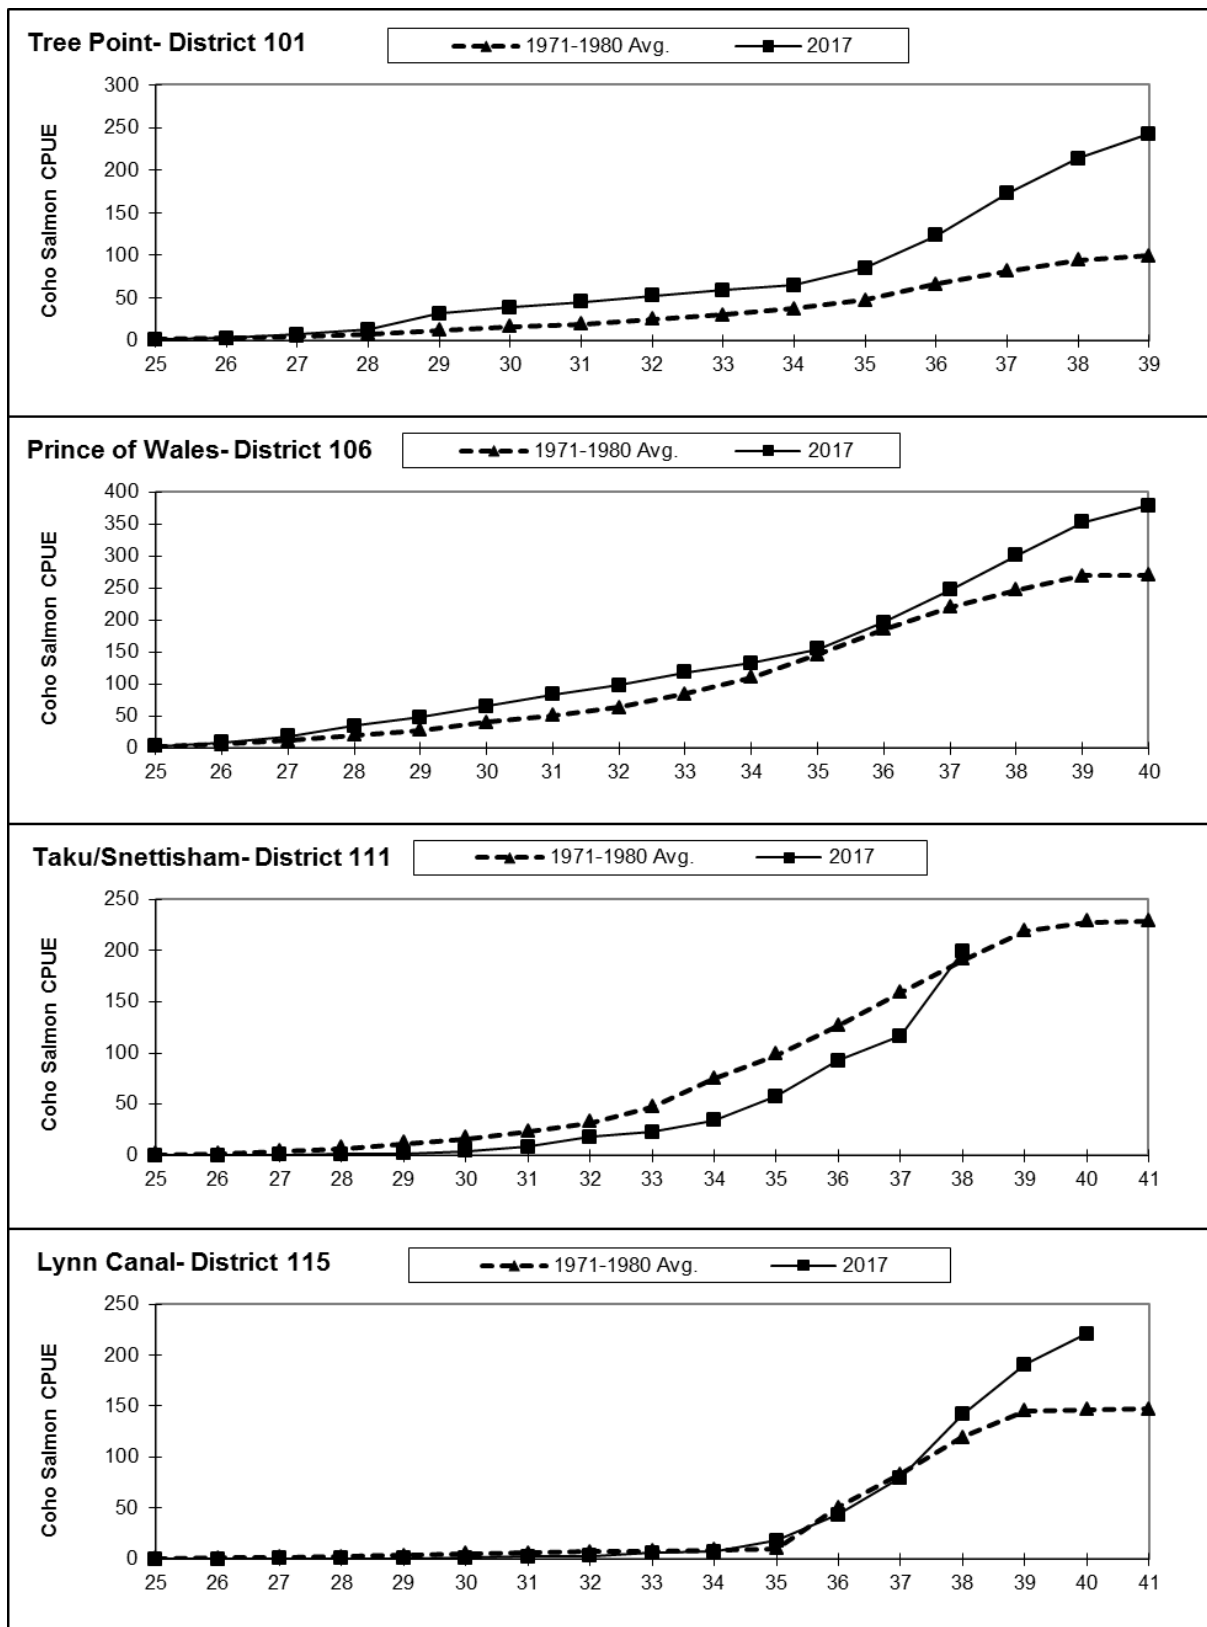 Tree Point- District 101
1971-1980 Avg. 2017
Coho Salmon CPUE
300
250
200
150
100
50
0
25 26 27 28 29 30 31 32 33 34 35 36 37 38 39
Prince of Wales- District 106
1971-1980 Avg. 2017
Coho Salmon CPUE
400
350
300
250
200
150
100
50
0
25 26 27 28 29 30 31 32 33 34 35 36 37 38 39 40
Taku/Snettisham- District 111
1971-1980 Avg. 2017
Coho Salmon CPUE
250
200
150
100
50
0
25 26 27 28 29 30 31 32 33 34 35 36 37 38 39 40 41
Lynn Canal- District 115
1971-1980 Avg. 2017
Coho Salmon CPUE
250
200
150
100
50
0
25 26 27 28 29 30 31 32 33 34 35 36 37 38 39 40 41